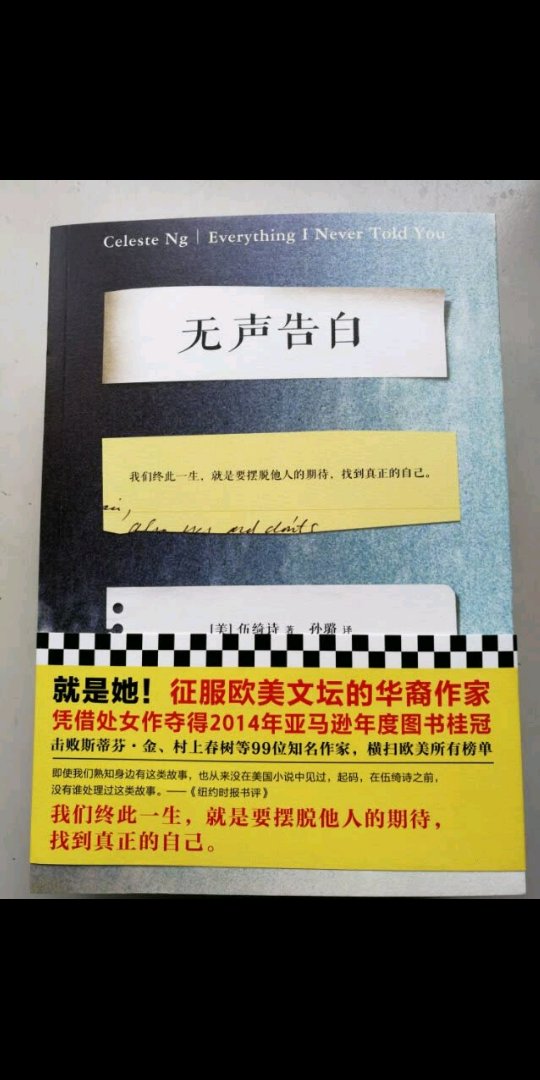 Celeste Ng | Everything I Never Told You
无声告白
我们终此一生，就是要摆脱他人的期待，找到真正的自己。
and don'ts
[美] 伍绮诗 著 孙璐 译
就是她！征服欧美文坛的华裔作家
凭借处女作夺得2014年亚马逊年度图书桂冠
击败斯蒂芬·金、村上春树等99位知名作家，横扫欧美所有榜单
即使我们熟知身边有这类故事，也从来没在美国小说中见过，起码，在伍绮诗之前，
没有谁处理过这类故事。——《纽约时报书评》
我们终此一生，就是要摆脱他人的期待，
找到真正的自己。